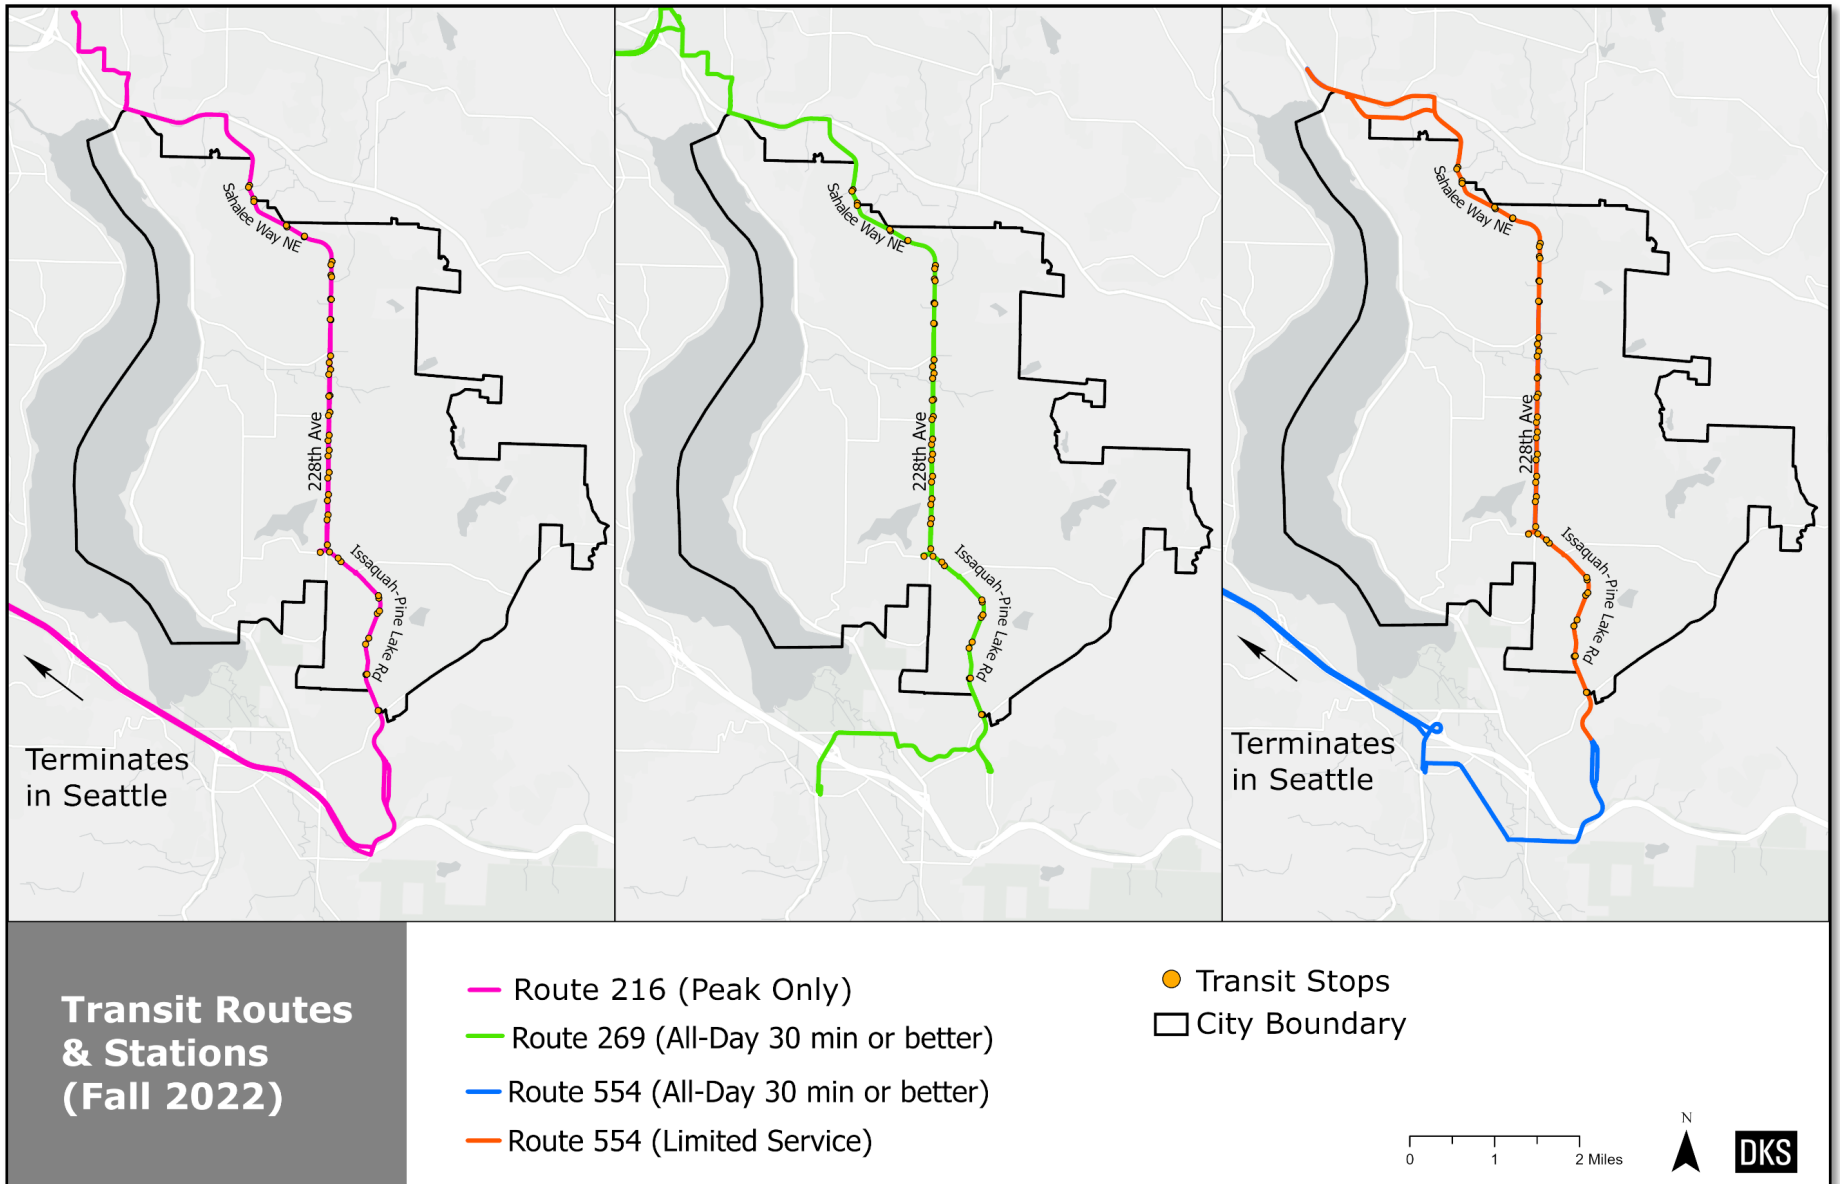 Sahalee Way NE
228th Ave
Issaquah-Pine Lake Rd
Terminates
in Seattle
Sahalee Way NE
228th Ave
Issaquah-Pine Lake Rd
Sahalee Way NE
228th Ave
Issaquah-Pine Lake Rd
Terminates
in Seattle
Transit Routes
& Stations
(Fall 2022)
Route 216 (Peak Only)
Route 269 (All-Day 30 min or better)
Route 554 (All-Day 30 min or better)
Route 554 (Limited Service)
Transit Stops
City Boundary
0 1 2 Miles
N
DKS